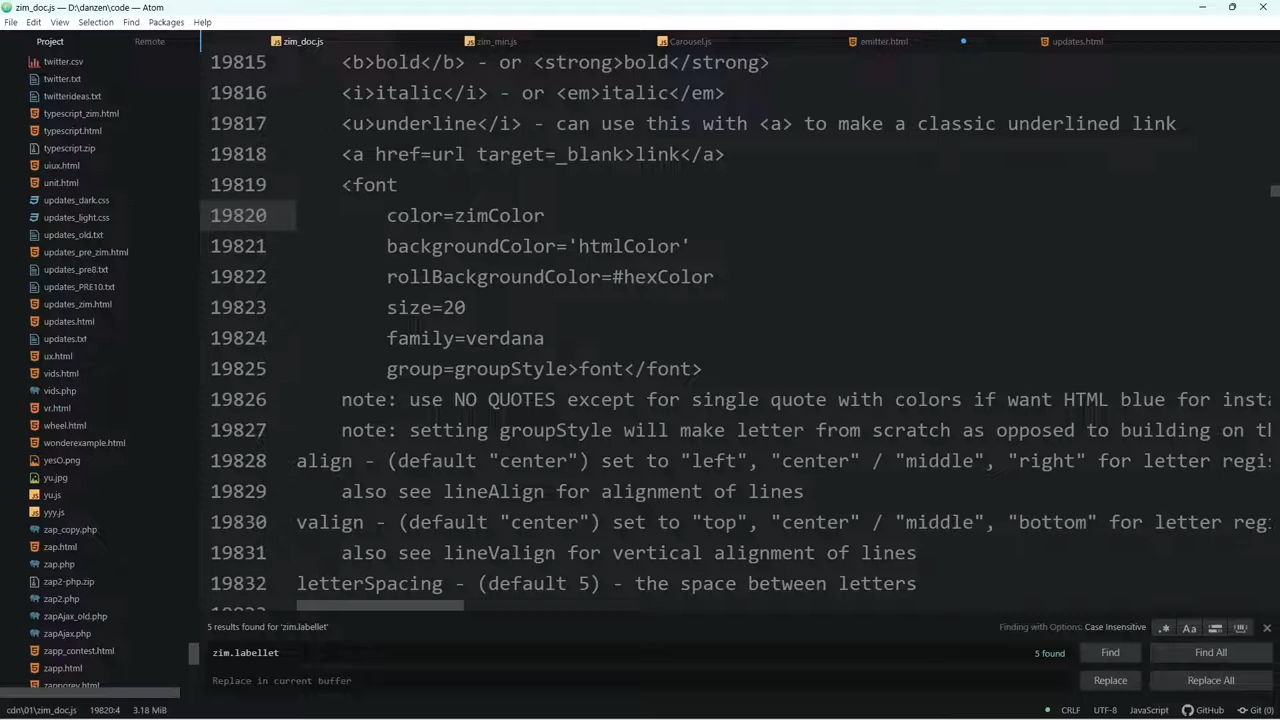 zim_doc.js — D:\danzen\code — Atom
File Edit View Selection Find Packages Help
Project Remote zim_doc.js zim_min.js Carousel.js emitter.html updates.html
twitter.csv
twitter.txt
twitterideas.txt
typescript_zim.html
typescript.html
typescript.zip
uiux.html
unit.html
updates_dark.css
updates_light.css
updates_old.txt
updates_pre_zim.html
updates_pre8.txt
updates_PRE10.txt
updates_zim.html
updates.html
updates.txt
ux.html
vids.html
vids.php
vr.html
wheel.html
wonderexample.html
yesO.png
yu.jpg
yu.js
yyy.js
zap_copy.php
zap.html
zap.php
zap2-php.zip
zap2.php
zapAjax_old.php
zapAjax.php
zapp_contest.html
zapp.html
19815 <b>bold</b> - or <strong>bold</strong>
19816 <i>italic</i> - or <em>italic</em>
19817 <u>underline</i> - can use this with <a> to make a classic underlined link
19818 <a href=url target=_blank>link</a>
19819 <font
19820 color=zimColor
19821 backgroundColor='htmlColor'
19822 rollBackgroundColor=#hexColor
19823 size=20
19824 family=verdana
19825 group=groupStyle>font</font>
19826 note: use NO QUOTES except for single quote with colors if want HTML blue for insta
19827 note: setting groupStyle will make letter from scratch as opposed to building on th
19828 align - (default "center") set to "left", "center" / "middle", "right" for letter regis
19829 also see lineAlign for alignment of lines
19830 valign - (default "center") set to "top", "center" / "middle", "bottom" for letter reg
19831 also see lineValign for vertical alignment of lines
19832 letterSpacing - (default 5) - the space between letters
5 results found for 'zim.labellet' Finding with Options: Case Insensitive .* Aa
zim.labellet 5 found Find Find All
Replace in current buffer Replace Replace All
cdn\01\zim_doc.js 19820:4 3.18 MiB CRLF UTF-8 JavaScript GitHub Git (0)